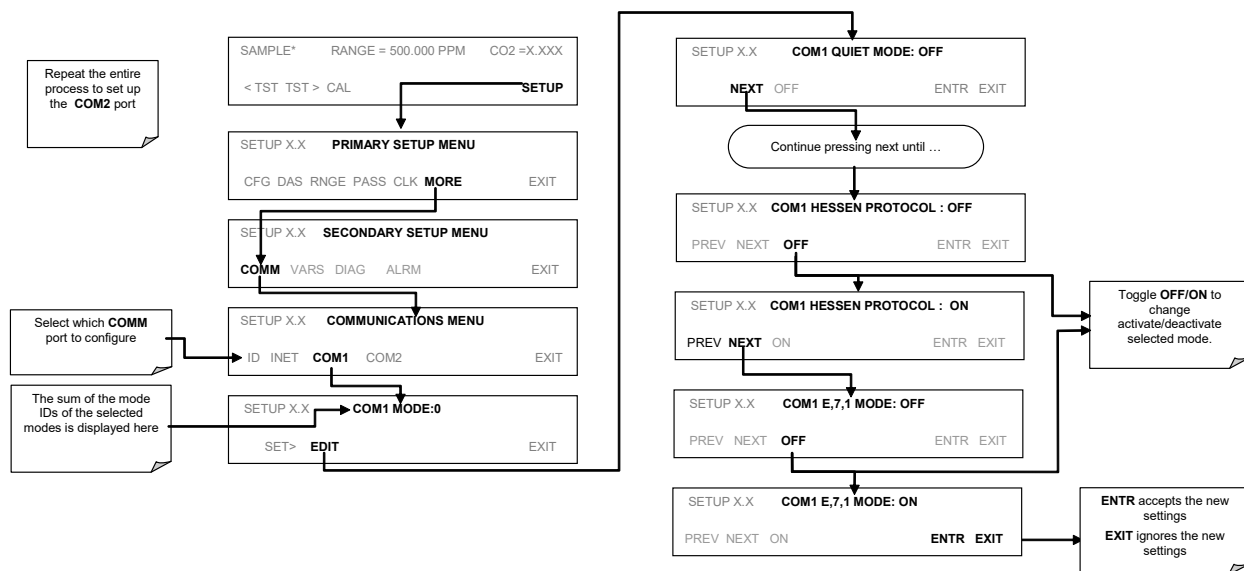 Repeat the entire
process to set up
the COM2 port
SAMPLE* RANGE = 500.000 PPM CO2 =X.XXX
< TST TST > CAL SETUP
SETUP X.X PRIMARY SETUP MENU
CFG DAS RNGE PASS CLK MORE EXIT
SETUP X.X SECONDARY SETUP MENU
COMM VARS DIAG ALRM EXIT
Select which COMM
port to configure
SETUP X.X COMMUNICATIONS MENU
ID INET COM1 COM2 EXIT
The sum of the mode
IDs of the selected
modes is displayed here
SETUP X.X COM1 MODE:0
SET> EDIT EXIT
SETUP X.X COM1 QUIET MODE: OFF
NEXT OFF ENTR EXIT
Continue pressing next until …
SETUP X.X COM1 HESSEN PROTOCOL : OFF
PREV NEXT OFF ENTR EXIT
SETUP X.X COM1 HESSEN PROTOCOL : ON
PREV NEXT ON ENTR EXIT
Toggle OFF/ON to
change
activate/deactivate
selected mode.
SETUP X.X COM1 E,7,1 MODE: OFF
PREV NEXT OFF ENTR EXIT
SETUP X.X COM1 E,7,1 MODE: ON
PREV NEXT ON ENTR EXIT
ENTR accepts the new
settings
EXIT ignores the new
settings